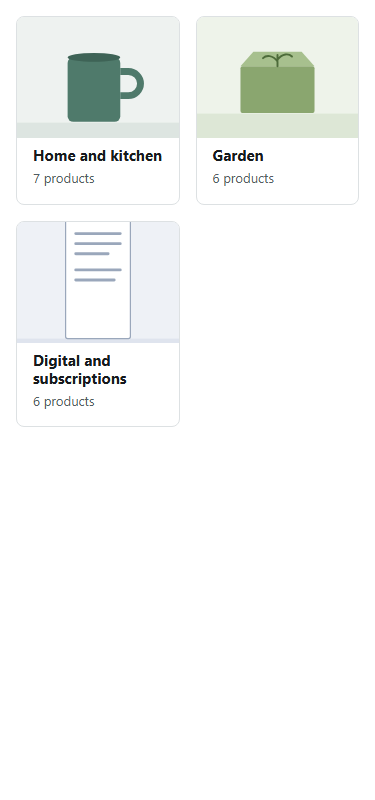 Home and kitchen
7 products
Garden
6 products
Digital and
subscriptions
6 products